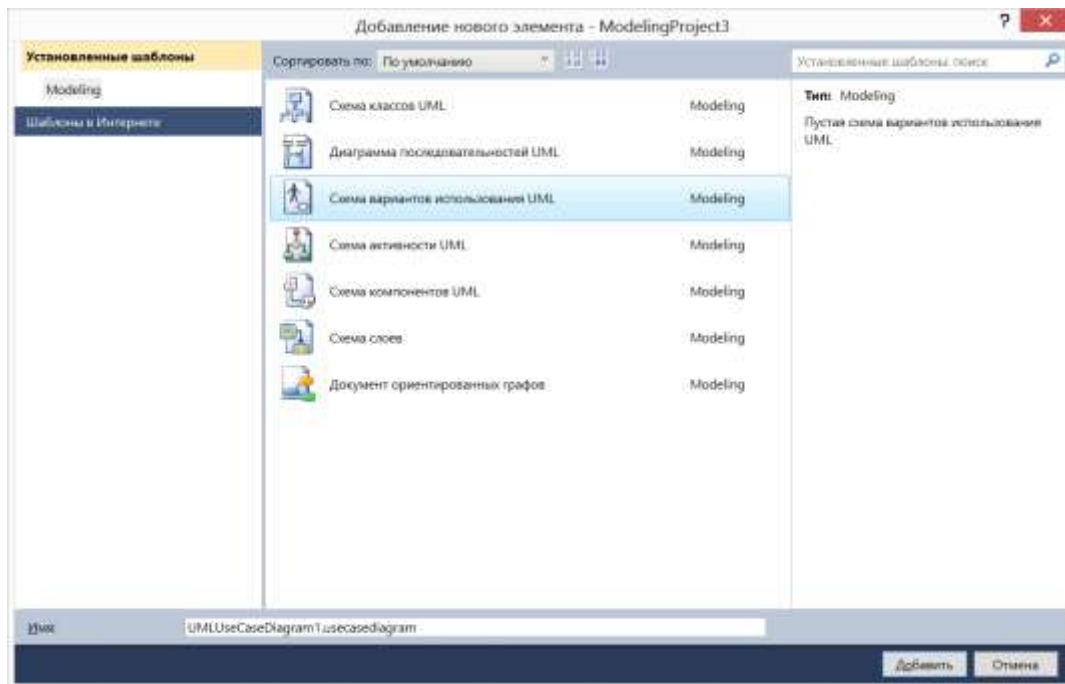 Добавление нового элемента - ModelingProject3
?
Установленные шаблоны
Modeling
Шаблоны в Интернете
Сортировать по: По умолчанию
Установленные шаблоны: поиск
Схема классов UML Modeling
Диаграмма последовательностей UML Modeling
Схема вариантов использования UML Modeling
Схема активности UML Modeling
Схема компонентов UML Modeling
Схема слоев Modeling
Документ ориентированных графов Modeling
Тип: Modeling
Пустая схема вариантов использования
UML
Имя: UMLUseCaseDiagram1.usecasediagram
Добавить Отмена